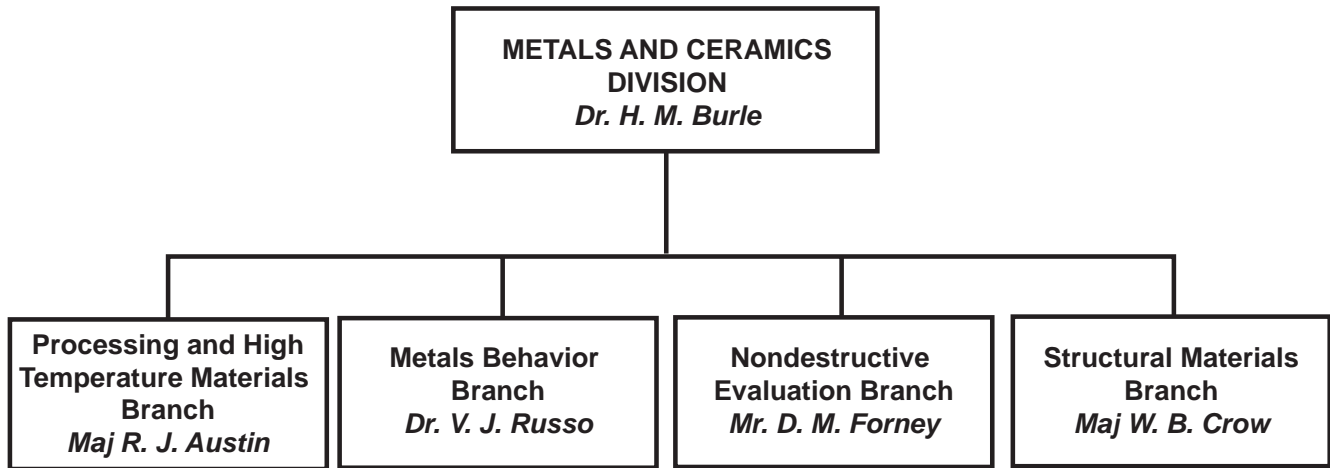 METALS AND CERAMICS
DIVISION
Dr. H. M. Burle
Processing and High
Temperature Materials
Branch
Maj R. J. Austin
Metals Behavior
Branch
Dr. V. J. Russo
Nondestructive
Evaluation Branch
Mr. D. M. Forney
Structural Materials
Branch
Maj W. B. Crow